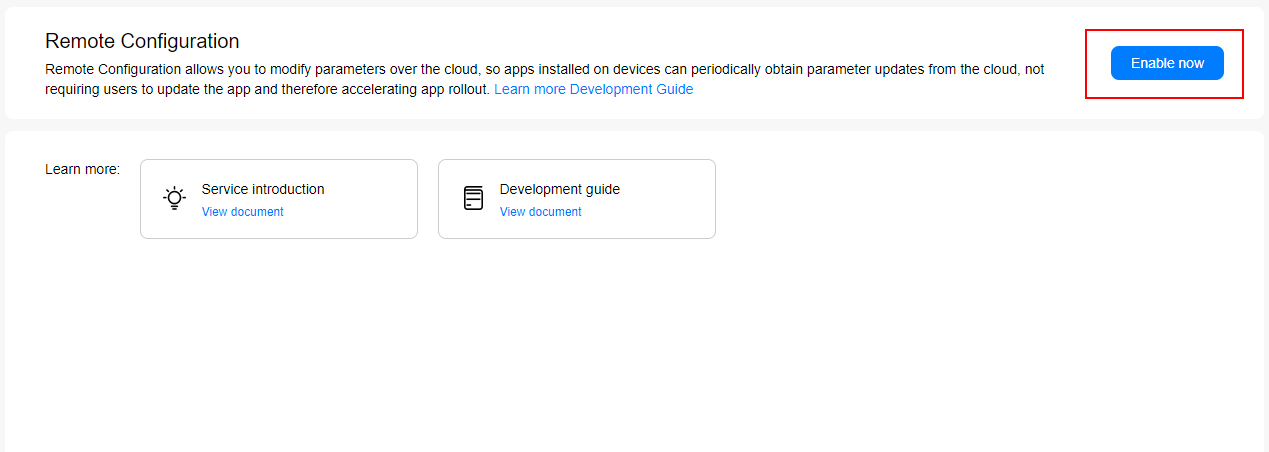 Remote Configuration
Remote Configuration allows you to modify parameters over the cloud, so apps installed on devices can periodically obtain parameter updates from the cloud, not
requiring users to update the app and therefore accelerating app rollout. Learn more Development Guide
Enable now
Learn more:
Service introduction
View document
Development guide
View document